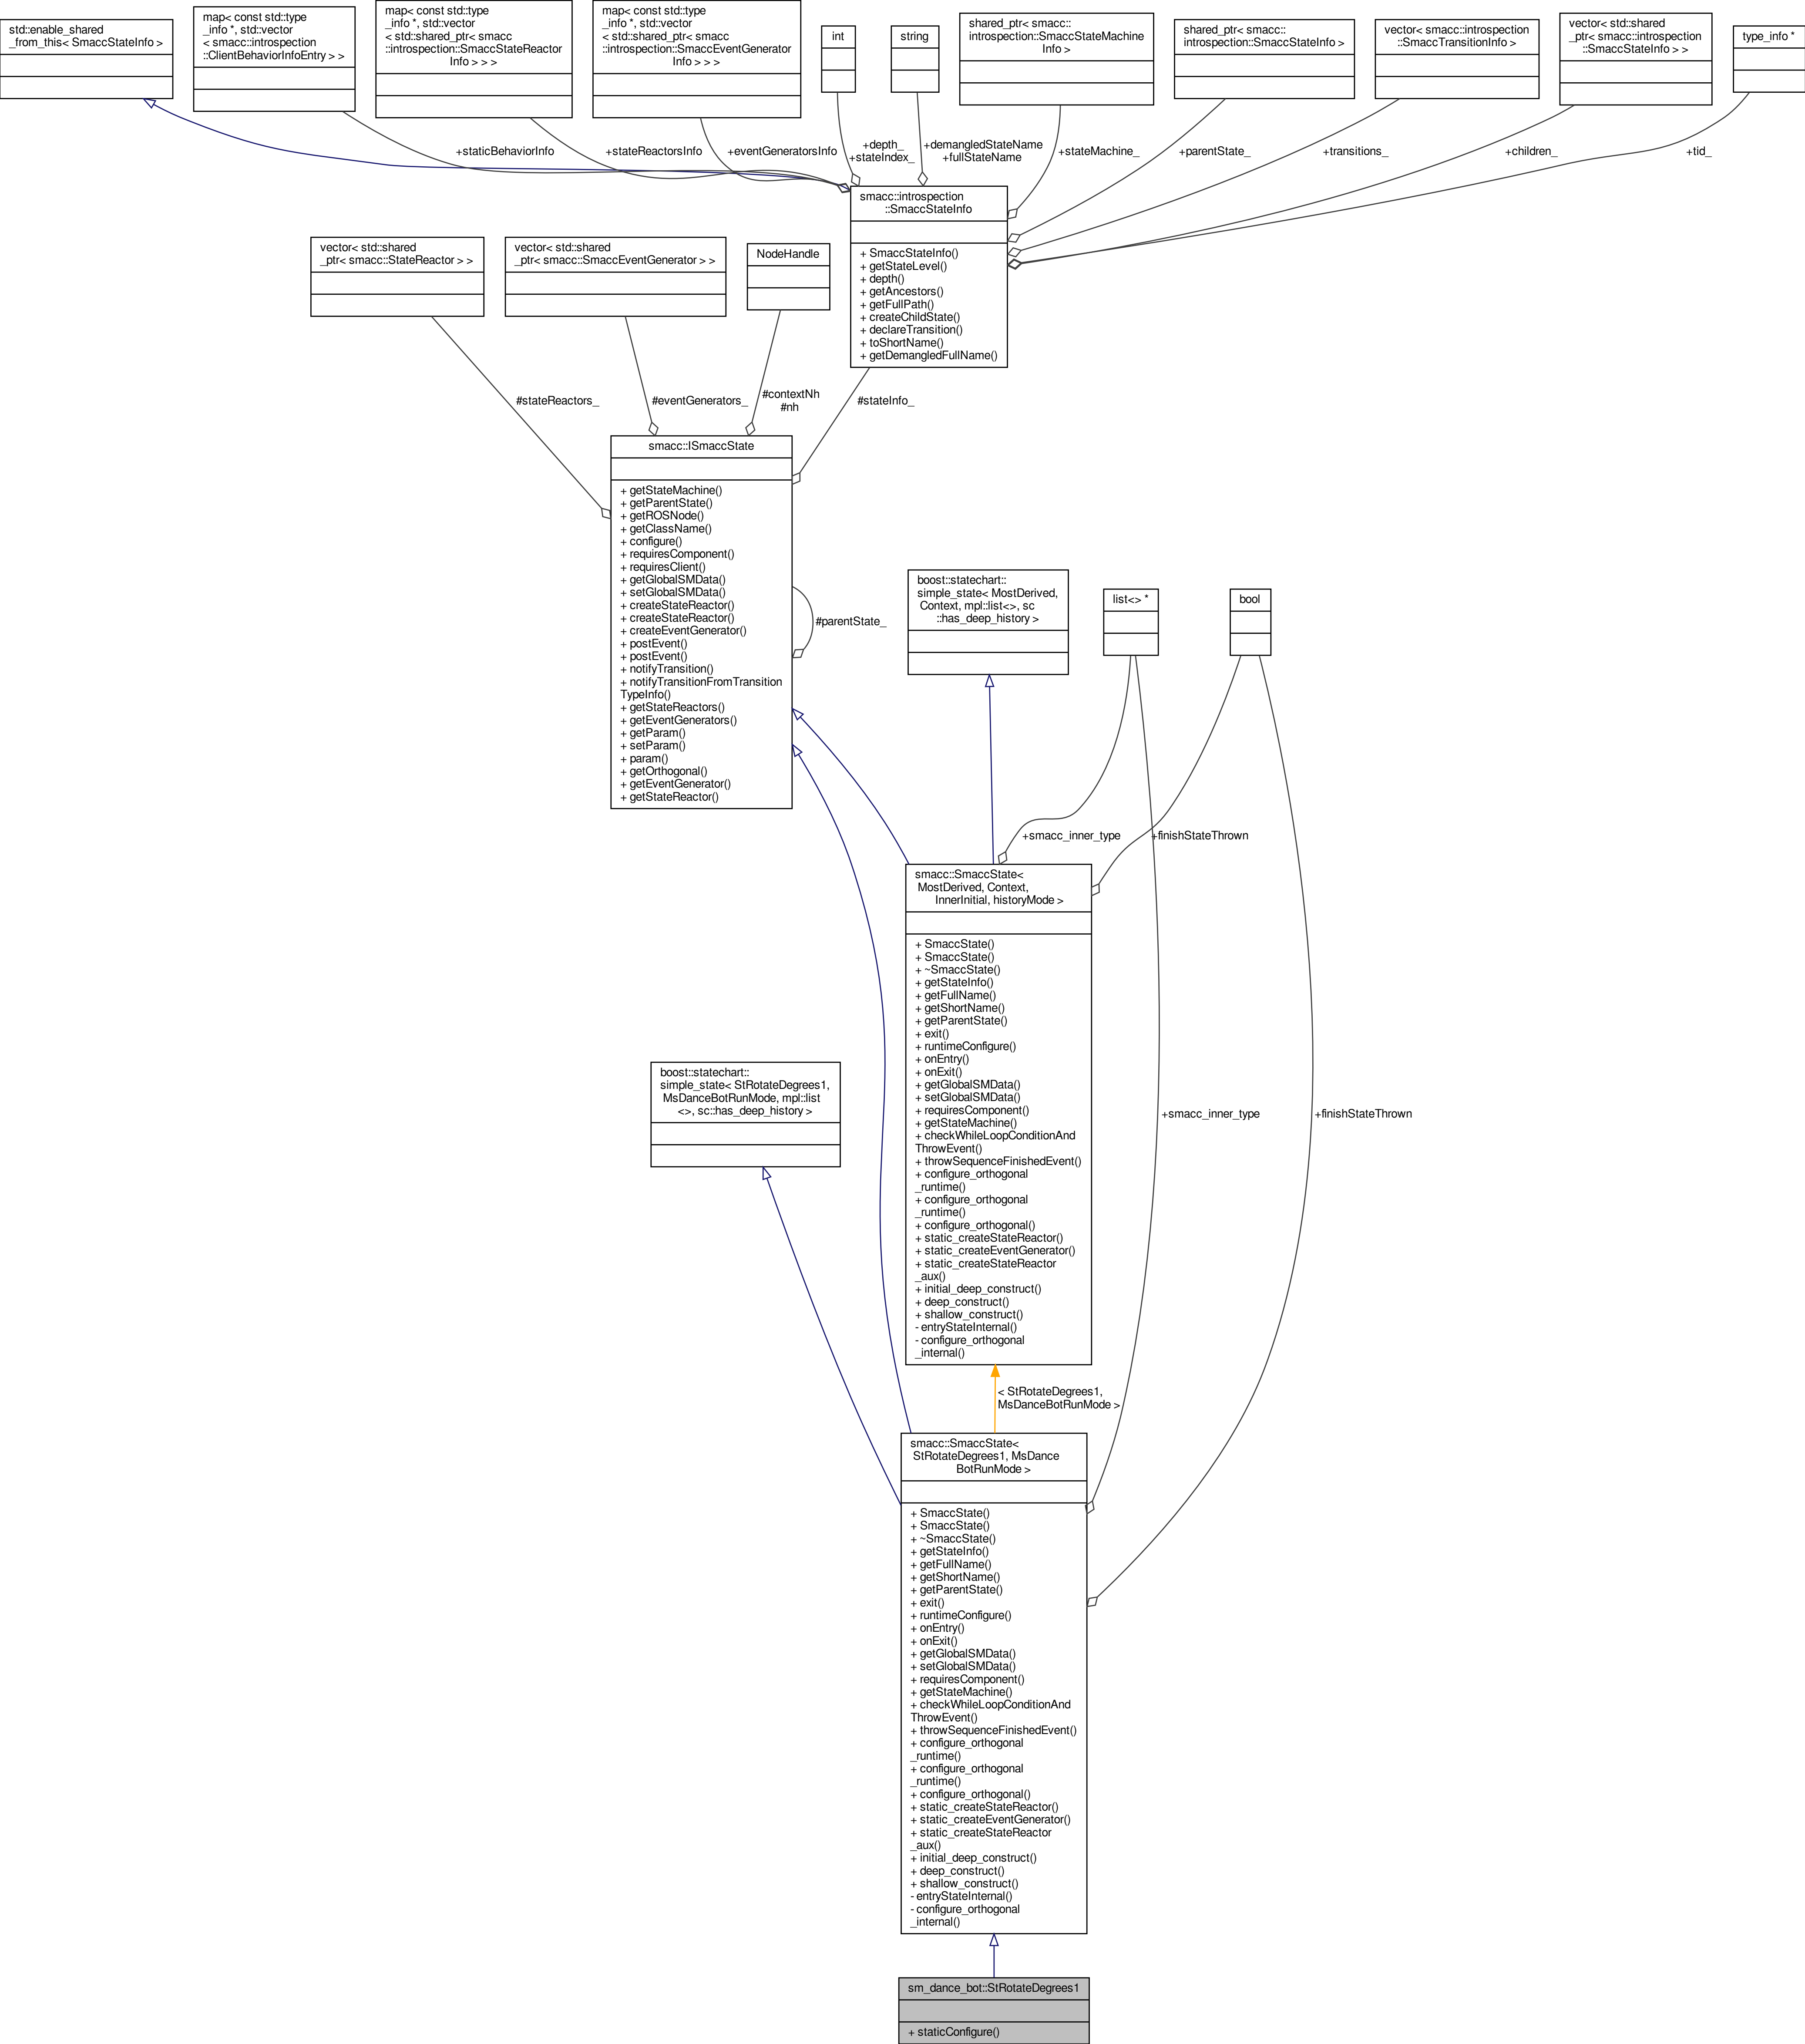 std::enable_shared
_from_this< SmaccStateInfo >
map< const std::type
_info *, std::vector
< smacc::introspection
::ClientBehaviorInfoEntry > >
map< const std::type
_info *, std::vector
< std::shared_ptr< smacc
::introspection::SmaccStateReactor
Info > > >
map< const std::type
_info *, std::vector
< std::shared_ptr< smacc
::introspection::SmaccEventGenerator
Info > > >
int
string
shared_ptr< smacc::
introspection::SmaccStateMachine
Info >
shared_ptr< smacc::
introspection::SmaccStateInfo >
vector< smacc::introspection
::SmaccTransitionInfo >
vector< std::shared
_ptr< smacc::introspection
::SmaccStateInfo > >
type_info *
+staticBehaviorInfo
+stateReactorsInfo
+eventGeneratorsInfo
+depth_
+stateIndex_
+demangledStateName
+fullStateName
+stateMachine_
+parentState_
+transitions_
+children_
+tid_
smacc::introspection
::SmaccStateInfo
+ SmaccStateInfo()
+ getStateLevel()
+ depth()
+ getAncestors()
+ getFullPath()
+ createChildState()
+ declareTransition()
+ toShortName()
+ getDemangledFullName()
vector< std::shared
_ptr< smacc::StateReactor > >
vector< std::shared
_ptr< smacc::SmaccEventGenerator > >
NodeHandle
#stateReactors_
#eventGenerators_
#contextNh
#nh
#stateInfo_
smacc::ISmaccState
+ getStateMachine()
+ getParentState()
+ getROSNode()
+ getClassName()
+ configure()
+ requiresComponent()
+ requiresClient()
+ getGlobalSMData()
+ setGlobalSMData()
+ createStateReactor()
+ createStateReactor()
+ createEventGenerator()
+ postEvent()
+ postEvent()
+ notifyTransition()
+ notifyTransitionFromTransition
TypeInfo()
+ getStateReactors()
+ getEventGenerators()
+ getParam()
+ setParam()
+ param()
+ getOrthogonal()
+ getEventGenerator()
+ getStateReactor()
#parentState_
boost::statechart::
simple_state< MostDerived,
Context, mpl::list<>, sc
::has_deep_history >
list<> *
bool
+smacc_inner_type
+finishStateThrown
smacc::SmaccState<
MostDerived, Context,
InnerInitial, historyMode >
+ SmaccState()
+ SmaccState()
+ ~SmaccState()
+ getStateInfo()
+ getFullName()
+ getShortName()
+ getParentState()
+ exit()
+ runtimeConfigure()
+ onEntry()
+ onExit()
+ getGlobalSMData()
+ setGlobalSMData()
+ requiresComponent()
+ getStateMachine()
+ checkWhileLoopConditionAnd
ThrowEvent()
+ throwSequenceFinishedEvent()
+ configure_orthogonal
_runtime()
+ configure_orthogonal
_runtime()
+ configure_orthogonal()
+ static_createStateReactor()
+ static_createEventGenerator()
+ static_createStateReactor
_aux()
+ initial_deep_construct()
+ deep_construct()
+ shallow_construct()
- entryStateInternal()
- configure_orthogonal
_internal()
boost::statechart::
simple_state< StRotateDegrees1,
MsDanceBotRunMode, mpl::list
<>, sc::has_deep_history >
+smacc_inner_type
+finishStateThrown
< StRotateDegrees1,
MsDanceBotRunMode >
smacc::SmaccState<
StRotateDegrees1, MsDance
BotRunMode >
+ SmaccState()
+ SmaccState()
+ ~SmaccState()
+ getStateInfo()
+ getFullName()
+ getShortName()
+ getParentState()
+ exit()
+ runtimeConfigure()
+ onEntry()
+ onExit()
+ getGlobalSMData()
+ setGlobalSMData()
+ requiresComponent()
+ getStateMachine()
+ checkWhileLoopConditionAnd
ThrowEvent()
+ throwSequenceFinishedEvent()
+ configure_orthogonal
_runtime()
+ configure_orthogonal
_runtime()
+ configure_orthogonal()
+ static_createStateReactor()
+ static_createEventGenerator()
+ static_createStateReactor
_aux()
+ initial_deep_construct()
+ deep_construct()
+ shallow_construct()
- entryStateInternal()
- configure_orthogonal
_internal()
sm_dance_bot::StRotateDegrees1
+ staticConfigure()